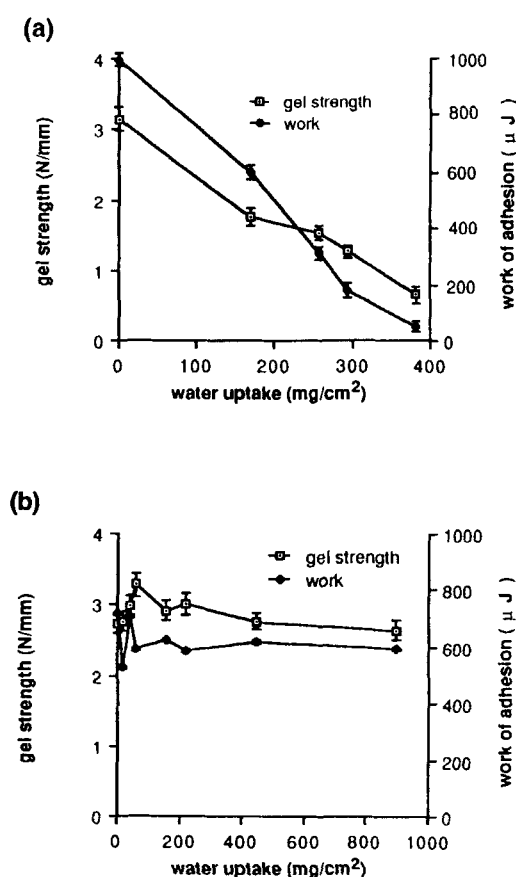 (a)
gel strength
work
gel strength (N/mm)
4
3
2
1
0
work of adhesion ( μ J )
1000
800
600
400
200
0
0 100 200 300 400
water uptake (mg/cm²)
(b)
gel strength
work
gel strength (N/mm)
4
3
2
1
0
work of adhesion ( μ J )
1000
800
600
400
200
0
0 200 400 600 800 1000
water uptake (mg/cm²)